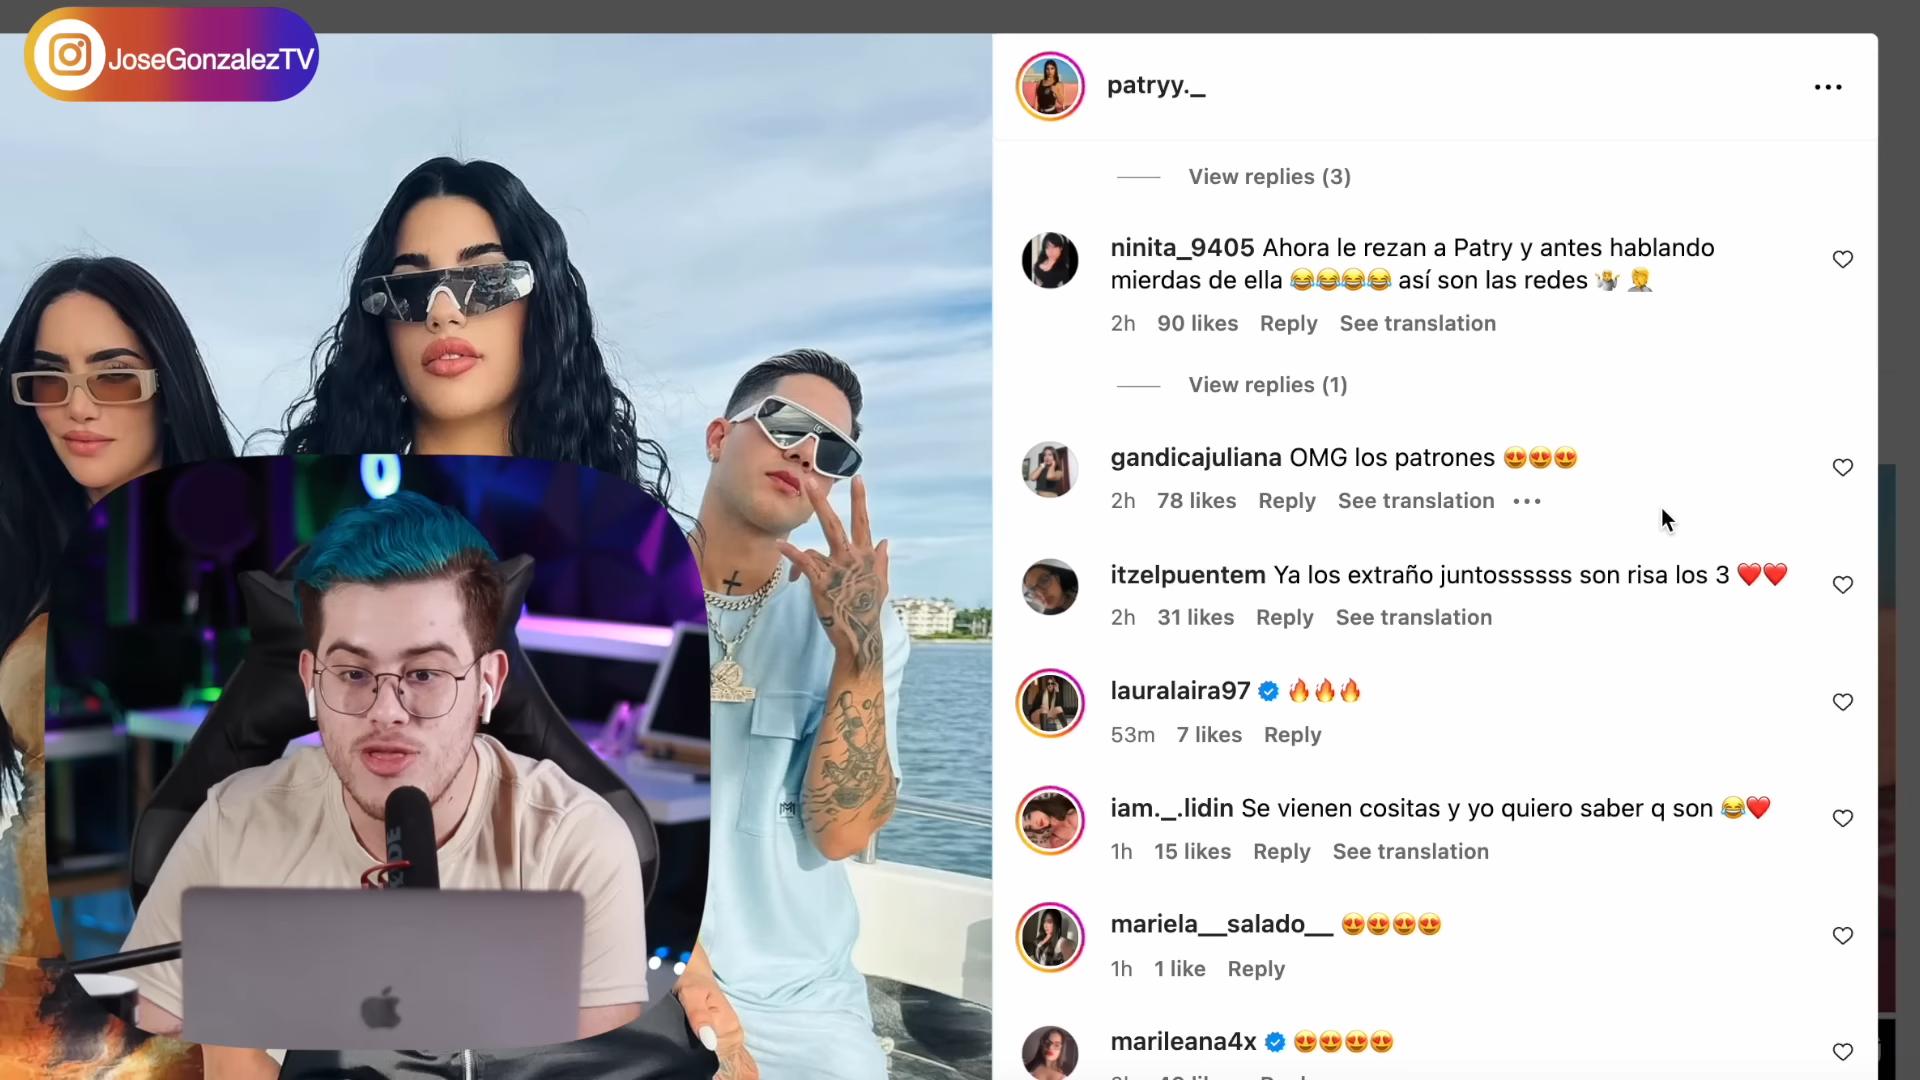 JoseGonzalezTV
patryy._
View replies (3)
ninita_9405 Ahora le rezan a Patry y antes hablando
mierdas de ella 😂😂😂😂 así son las redes 🤷 🤦
2h 90 likes Reply See translation
View replies (1)
gandicajuliana OMG los patrones 😍😍😍
2h 78 likes Reply See translation
itzelpuentem Ya los extraño juntossssss son risa los 3 ❤️❤️
2h 31 likes Reply See translation
lauralaira97 🔥🔥🔥
53m 7 likes Reply
iam._.lidin Se vienen cositas y yo quiero saber q son 😂❤️
1h 15 likes Reply See translation
mariela__salado__ 😍😍😍😍
1h 1 like Reply
marileana4x 😍😍😍😍